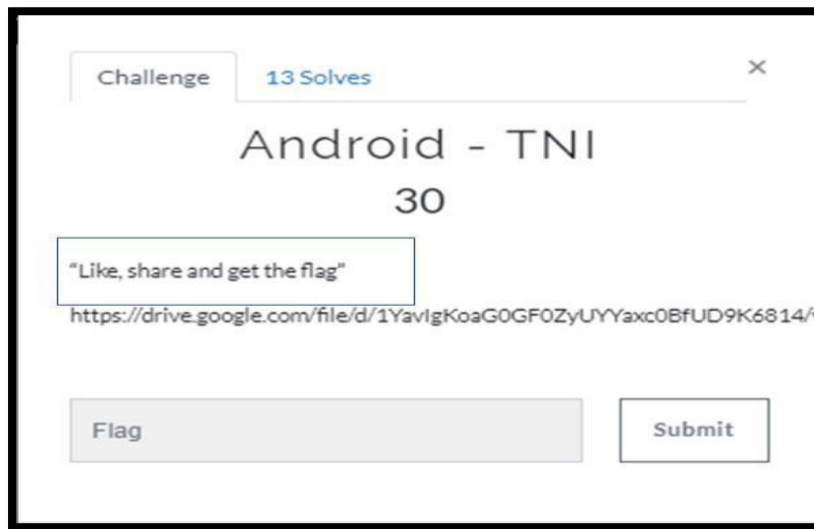 Challenge 13 Solves ×
Android - TNI
30
“Like, share and get the flag”
https://drive.google.com/file/d/1YavIgKoaG0GF0ZyUYYaxc0BfUD9K6814/
Flag Submit